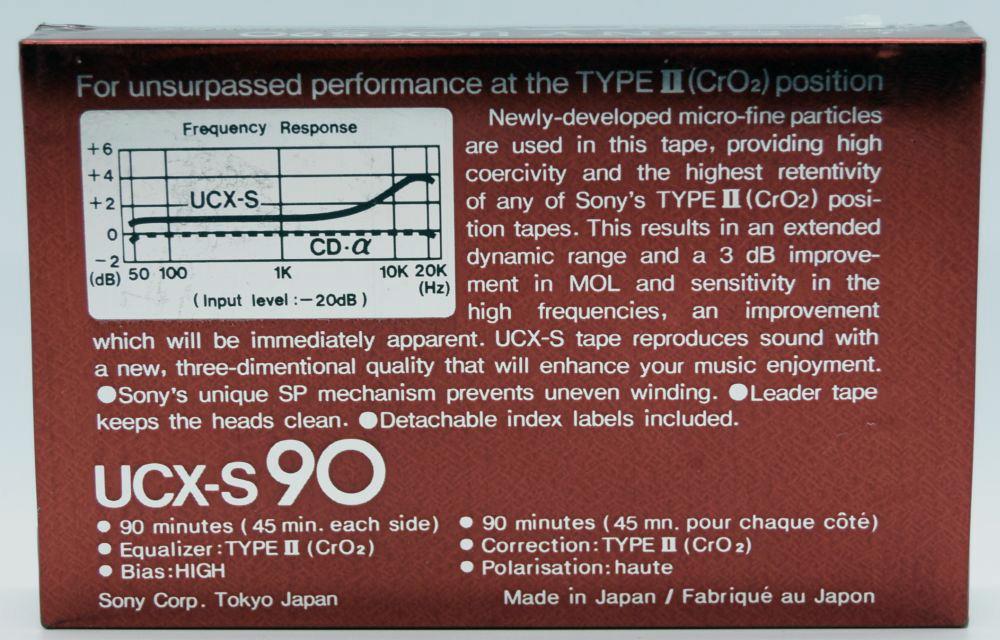 For unsurpassed performance at the TYPE II (CrO2) position
Frequency Response
+6
+4
+2
0
-2
(dB)
UCX-S
CD·α
50 100 1K 10K 20K
(Hz)
(Input level:-20dB)
Newly-developed micro-fine particles
are used in this tape, providing high
coercivity and the highest retentivity
of any of Sony's TYPE II (CrO2) posi-
tion tapes. This results in an extended
dynamic range and a 3 dB improve-
ment in MOL and sensitivity in the
high frequencies, an improvement
which will be immediately apparent. UCX-S tape reproduces sound with
a new, three-dimentional quality that will enhance your music enjoyment.
●Sony's unique SP mechanism prevents uneven winding. ●Leader tape
keeps the heads clean. ●Detachable index labels included.
UCX-S 90
● 90 minutes (45 min. each side)
● Equalizer:TYPE II (CrO2)
● Bias:HIGH
● 90 minutes (45 mn. pour chaque côté)
● Correction:TYPE II (CrO2)
● Polarisation:haute
Sony Corp. Tokyo Japan
Made in Japan / Fabriqué au Japon